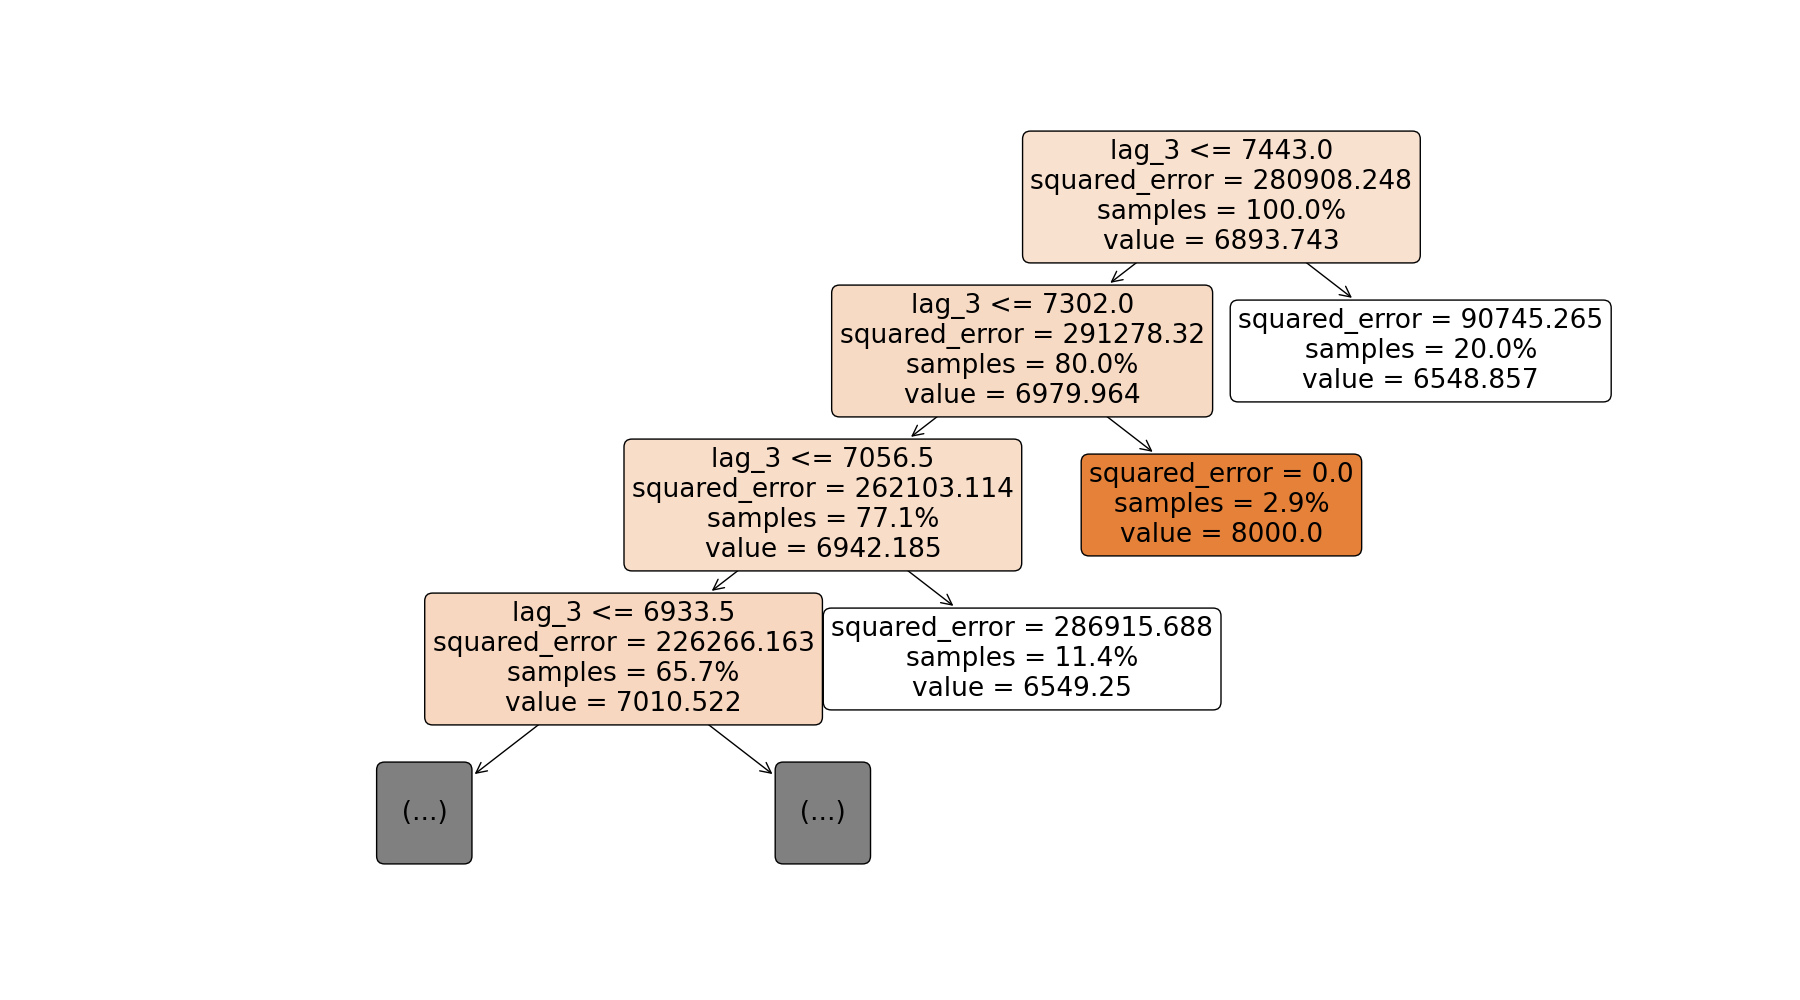 lag_3 <= 7443.0
squared_error = 280908.248
samples = 100.0%
value = 6893.743
lag_3 <= 7302.0
squared_error = 291278.32
samples = 80.0%
value = 6979.964
squared_error = 90745.265
samples = 20.0%
value = 6548.857
lag_3 <= 7056.5
squared_error = 262103.114
samples = 77.1%
value = 6942.185
squared_error = 0.0
samples = 2.9%
value = 8000.0
lag_3 <= 6933.5
squared_error = 226266.163
samples = 65.7%
value = 7010.522
squared_error = 286915.688
samples = 11.4%
value = 6549.25
(...)
(...)